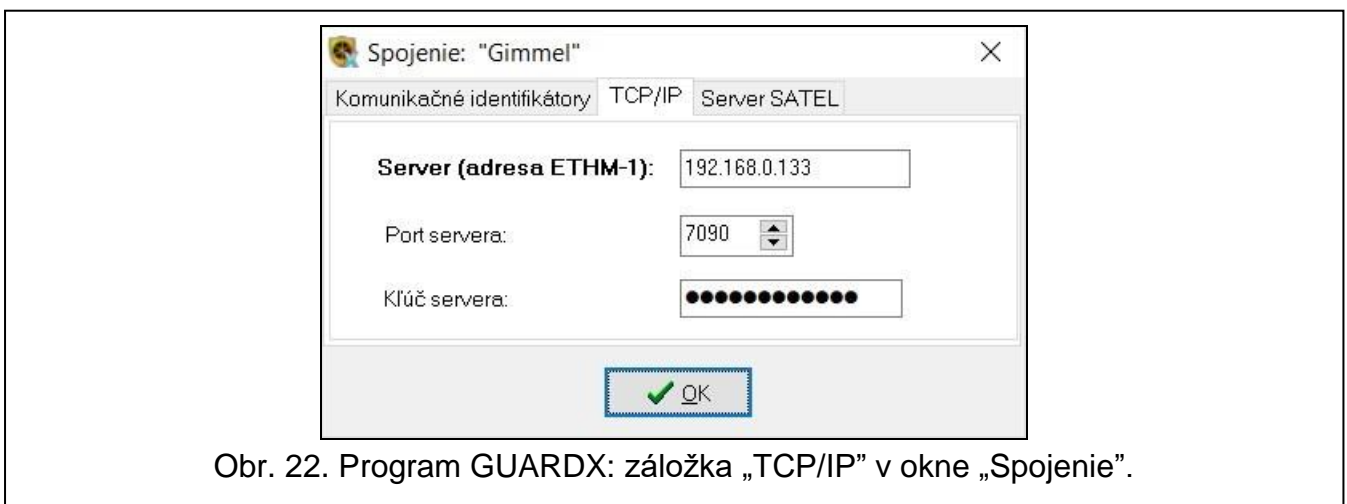 Spojenie: "Gimmel"
Komunikačné identifikátory TCP/IP Server SATEL
Server (adresa ETHM-1): 192.168.0.133
Port servera: 7090
Kľúč servera: ●●●●●●●●●●●●
OK
Obr. 22. Program GUARDX: záložka „TCP/IP” v okne „Spojenie”.